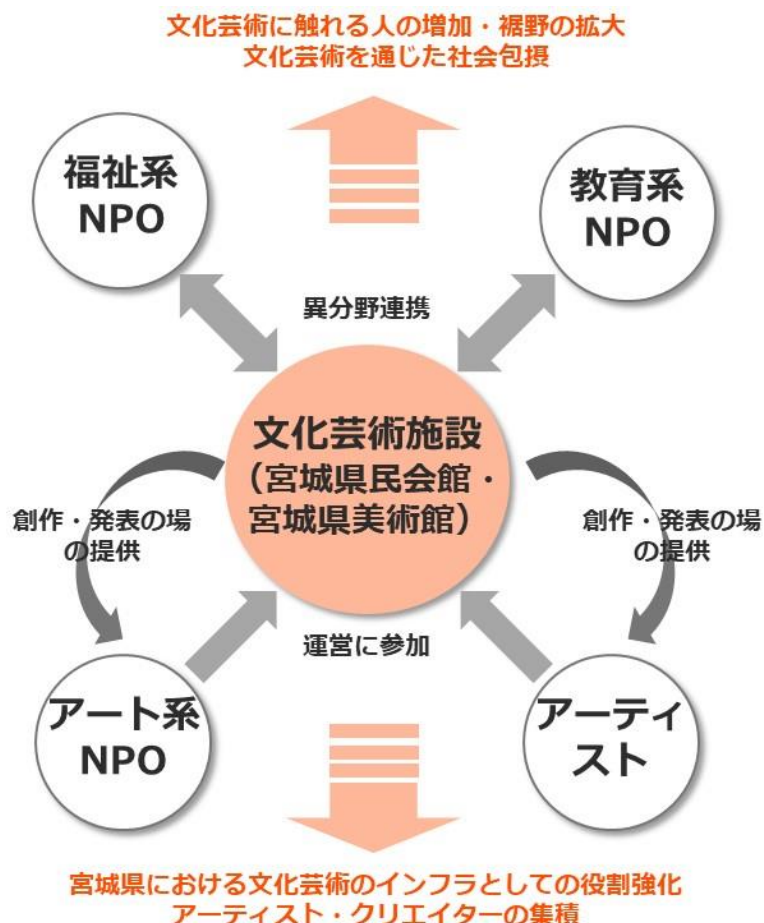 文化芸術に触れる人の増加・裾野の拡大
文化芸術を通じた社会包摂
福祉系
NPO
教育系
NPO
異分野連携
文化芸術施設
（宮城県民会館・
宮城県美術館）
創作・発表の場
の提供
創作・発表の場
の提供
運営に参加
アート系
NPO
アーティ
スト
宮城県における文化芸術のインフラとしての役割強化
アーティスト・クリエイターの集積